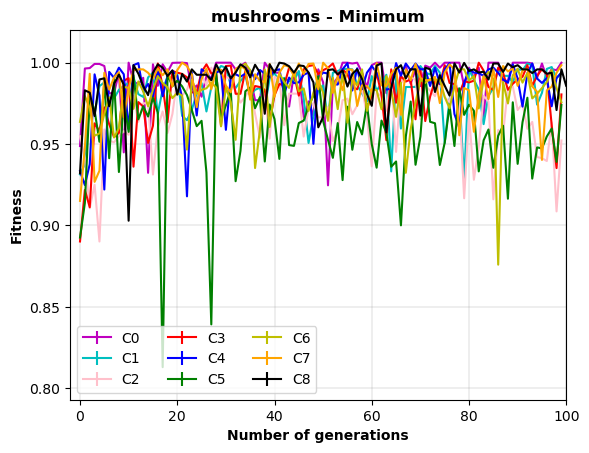 mushrooms - Minimum
Fitness
1.00
0.95
0.90
0.85
0.80
C0 C3 C6
C1 C4 C7
C2 C5 C8
0 20 40 60 80 100
Number of generations